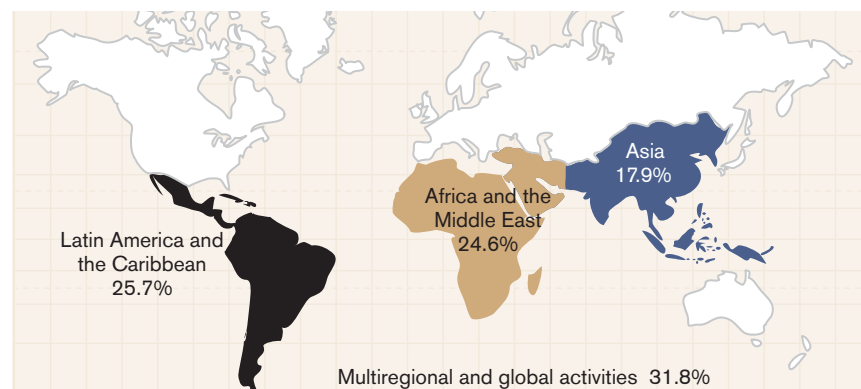 Asia
17.9%
Africa and the
Middle East
24.6%
Latin America and
the Caribbean
25.7%
Multiregional and global activities 31.8%